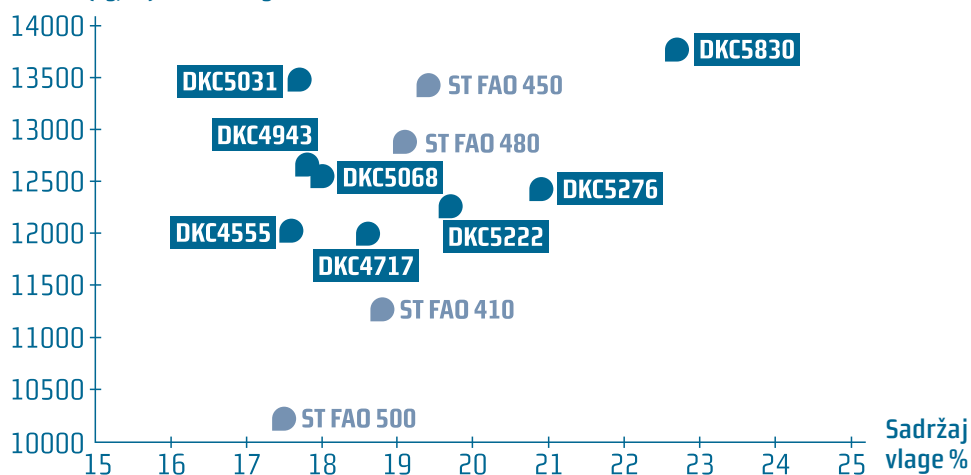 14000
DKC5830
13500
DKC5031
ST FAO 450
13000
DKC4943
ST FAO 480
12500
DKC5068
DKC5276
12000
DKC4555
DKC5222
DKC4717
11500
ST FAO 410
11000
10500
ST FAO 500
10000
15 16 17 18 19 20 21 22 23 24 25
Sadržaj
vlage %